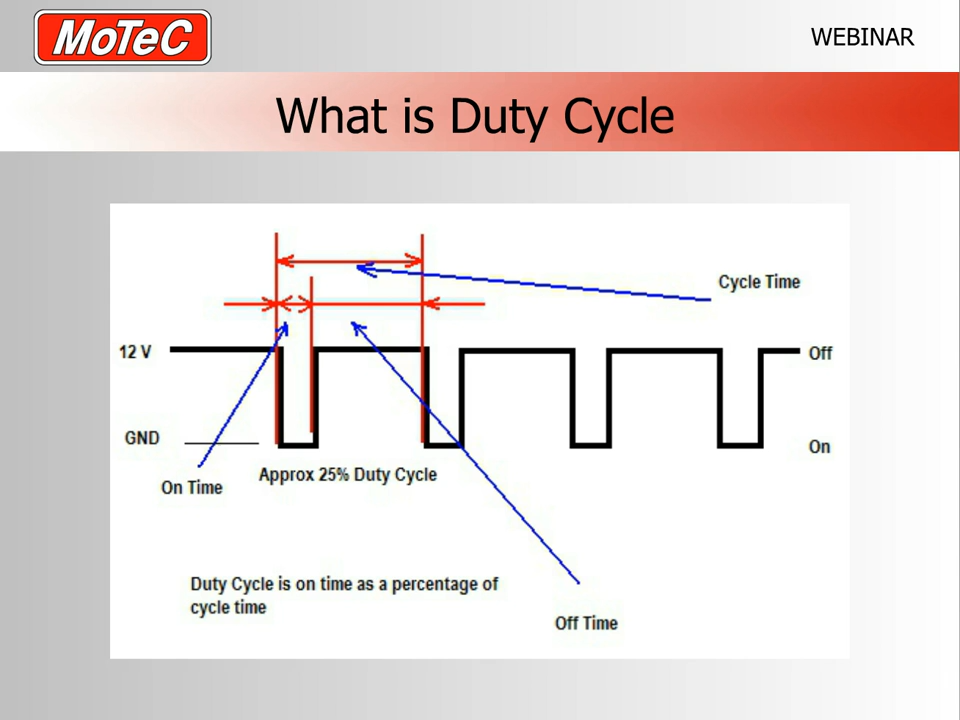 MoTeC
WEBINAR
What is Duty Cycle
Cycle Time
12 V
Off
GND
On
Approx 25% Duty Cycle
On Time
Duty Cycle is on time as a percentage of
cycle time
Off Time